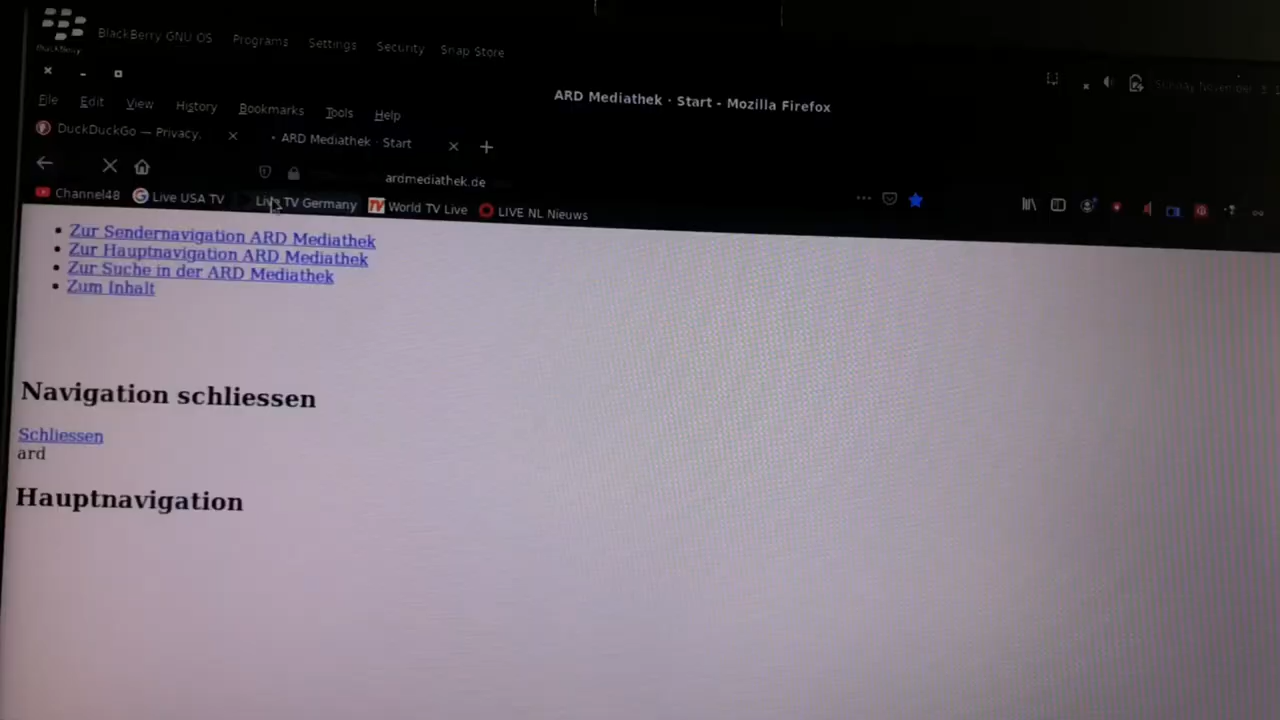 BlackBerry GNU OS Programs Settings Security Snap Store
ARD Mediathek · Start - Mozilla Firefox
File Edit View History Bookmarks Tools Help
DuckDuckGo — Privacy, ARD Mediathek · Start
ardmediathek.de
Channel48 Live USA TV Live TV Germany World TV Live LIVE NL Nieuws
Zur Sendernavigation ARD Mediathek
Zur Hauptnavigation ARD Mediathek
Zur Suche in der ARD Mediathek
Zum Inhalt
Navigation schliessen
Schliessen
ard
Hauptnavigation